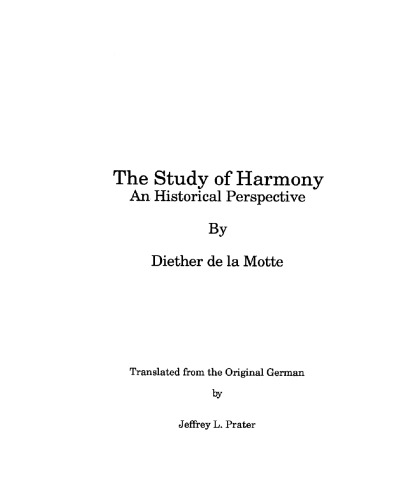 The Study of Harmony
An Historical Perspective
By
Diether de la Motte
Translated from the Original German
by
Jeffrey L. Prater